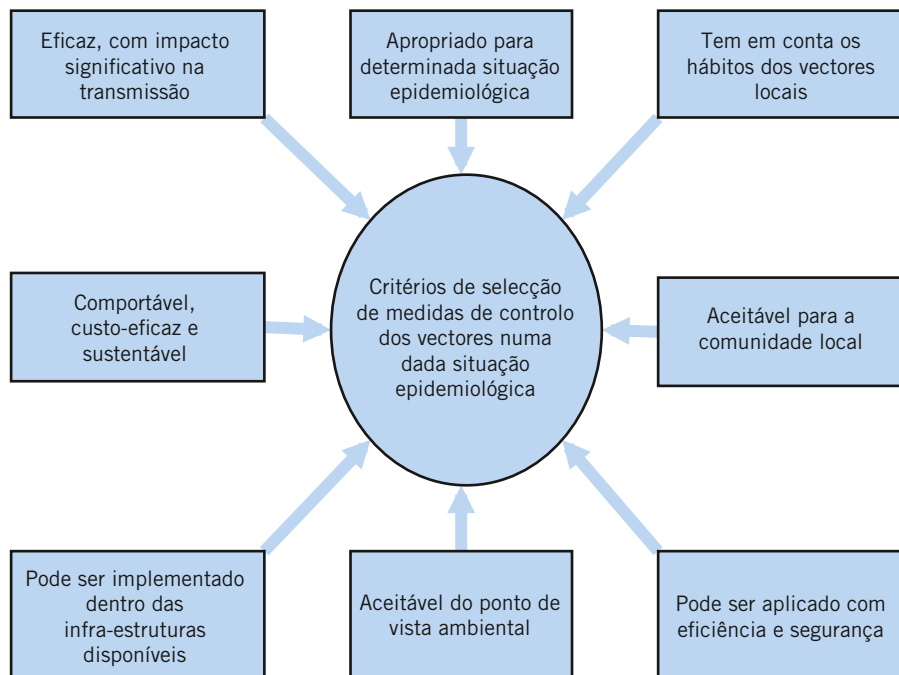 Eficaz, com impacto
significativo na
transmissão
Apropriado para
determinada situação
epidemiológica
Tem em conta os
hábitos dos vectores
locais
Comportável,
custo-eficaz e
sustentável
Critérios de selecção
de medidas de controlo
dos vectores numa
dada situação
epidemiológica
Aceitável para a
comunidade local
Pode ser implementado
dentro das
infra-estruturas
disponíveis
Aceitável do ponto de
vista ambiental
Pode ser aplicado com
eficiência e segurança